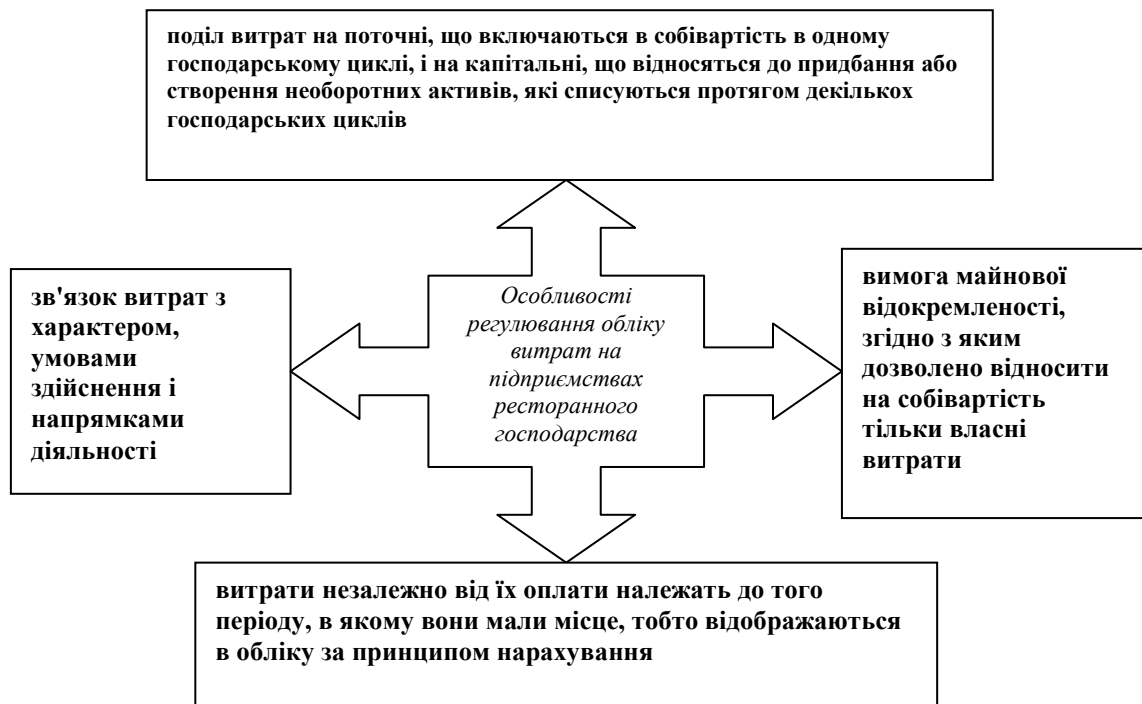 поділ витрат на поточні, що включаються в собівартість в одному
господарському циклі, і на капітальні, що відносяться до придбання або
створення необоротних активів, які списуються протягом декількох
господарських циклів
зв'язок витрат з
характером,
умовами
здійснення і
напрямками
діяльності
Особливості
регулювання обліку
витрат на
підприємствах
ресторанного
господарства
вимога майнової
відокремленості,
згідно з яким
дозволено відносити
на собівартість
тільки власні
витрати
витрати незалежно від їх оплати належать до того
періоду, в якому вони мали місце, тобто відображаються
в обліку за принципом нарахування